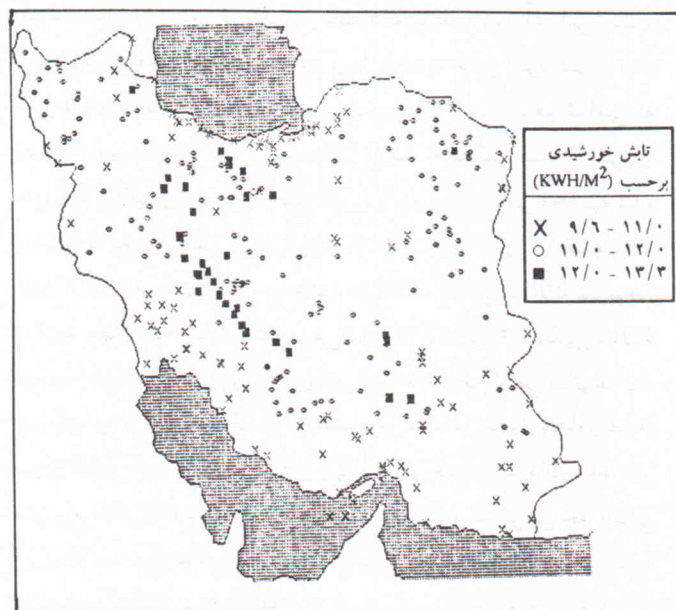 تابش خورشیدی
برحسب (KWH/M²)
× ۹/۶ - ۱۱/۰
○ ۱۱/۰ - ۱۲/۰
■ ۱۲/۰ - ۱۳/۳